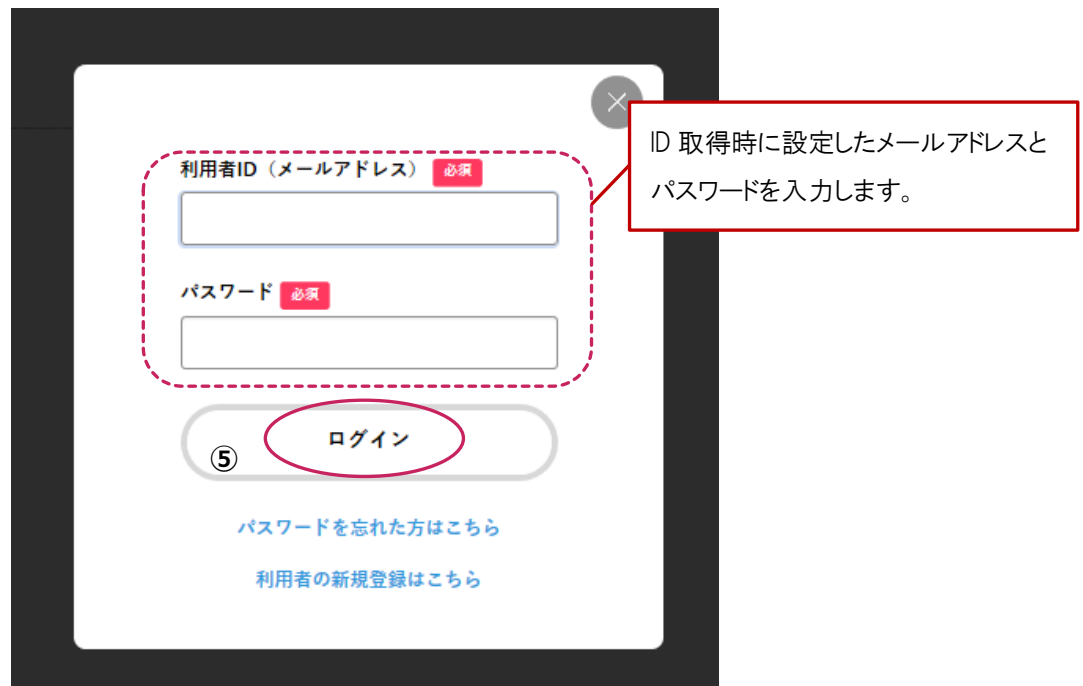 利用者ID（メールアドレス） 必須
ID 取得時に設定したメールアドレスと
パスワードを入力します。
パスワード 必須
ログイン
⑤
パスワードを忘れた方はこちら
利用者の新規登録はこちら